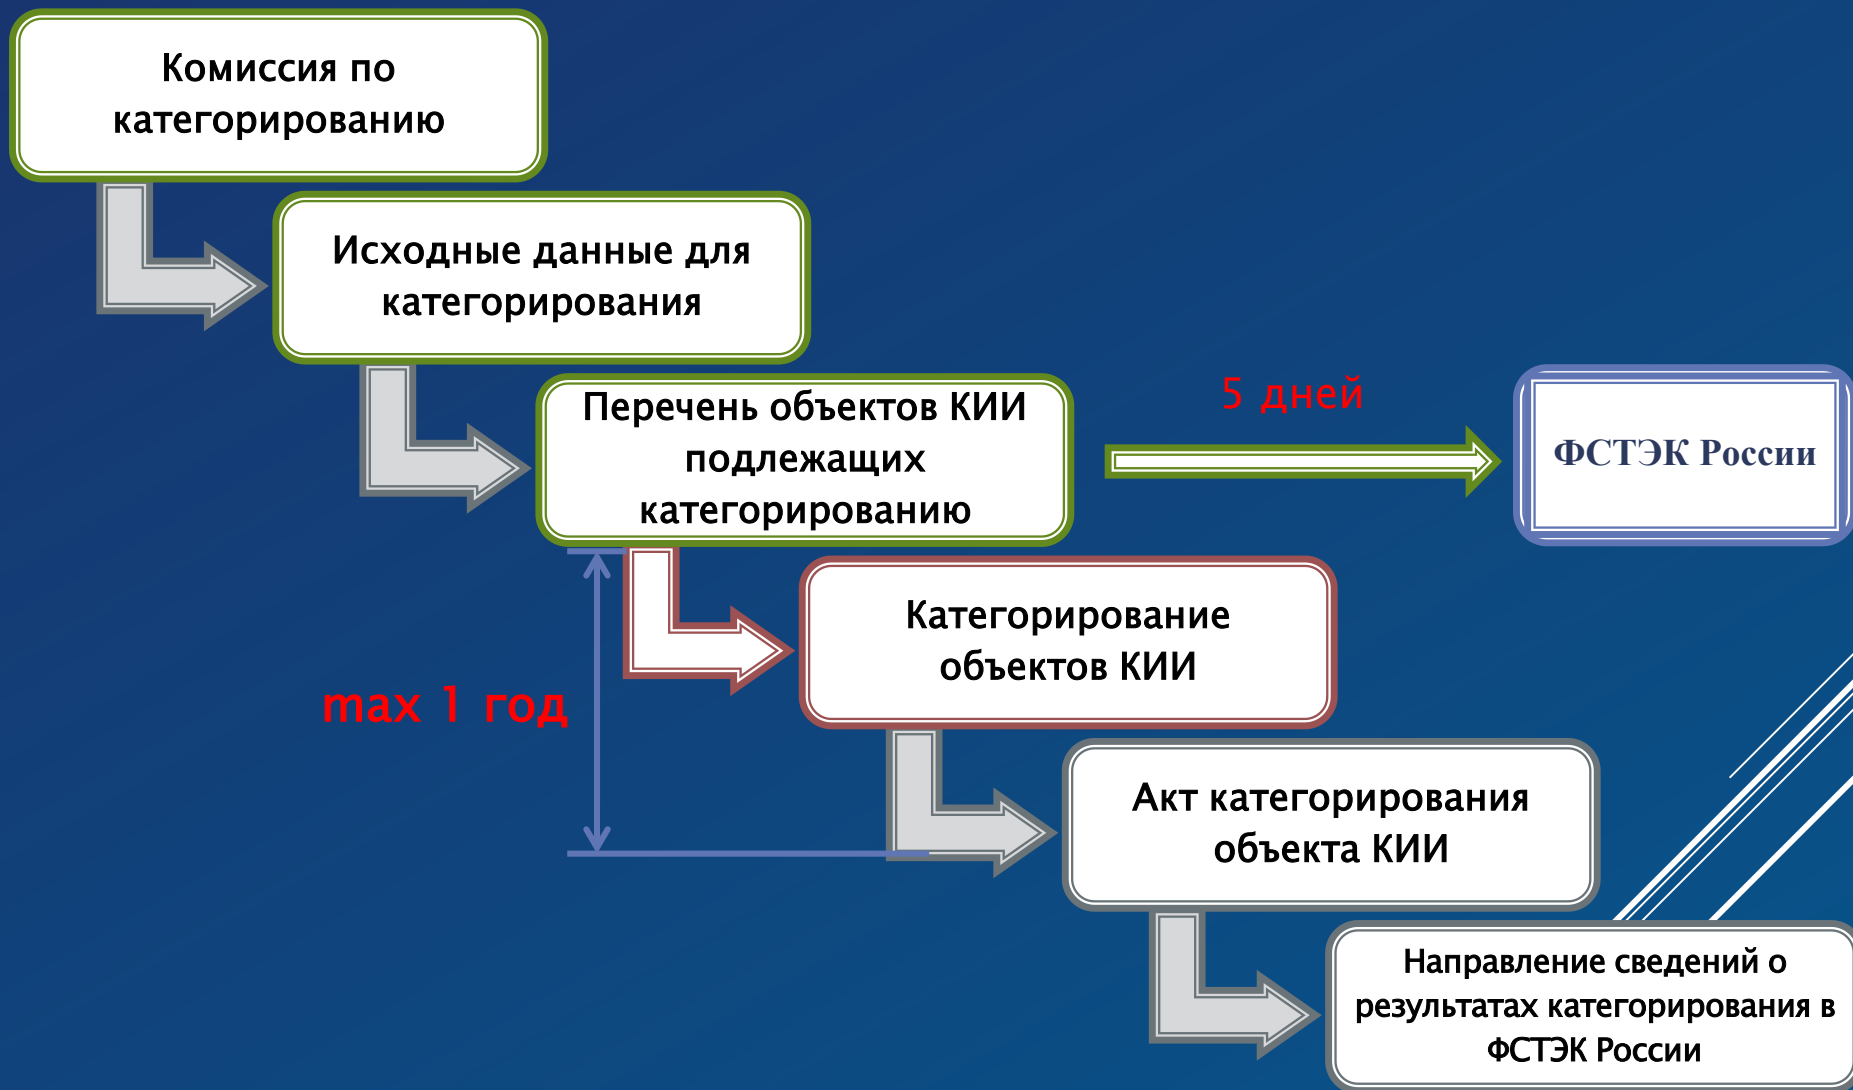 Комиссия по
категорированию
Исходные данные для
категорирования
Перечень объектов КИИ
подлежащих
категорированию
5 дней
ФСТЭК России
Категорирование
объектов КИИ
max 1 год
Акт категорирования
объекта КИИ
Направление сведений о
результатах категорирования в
ФСТЭК России